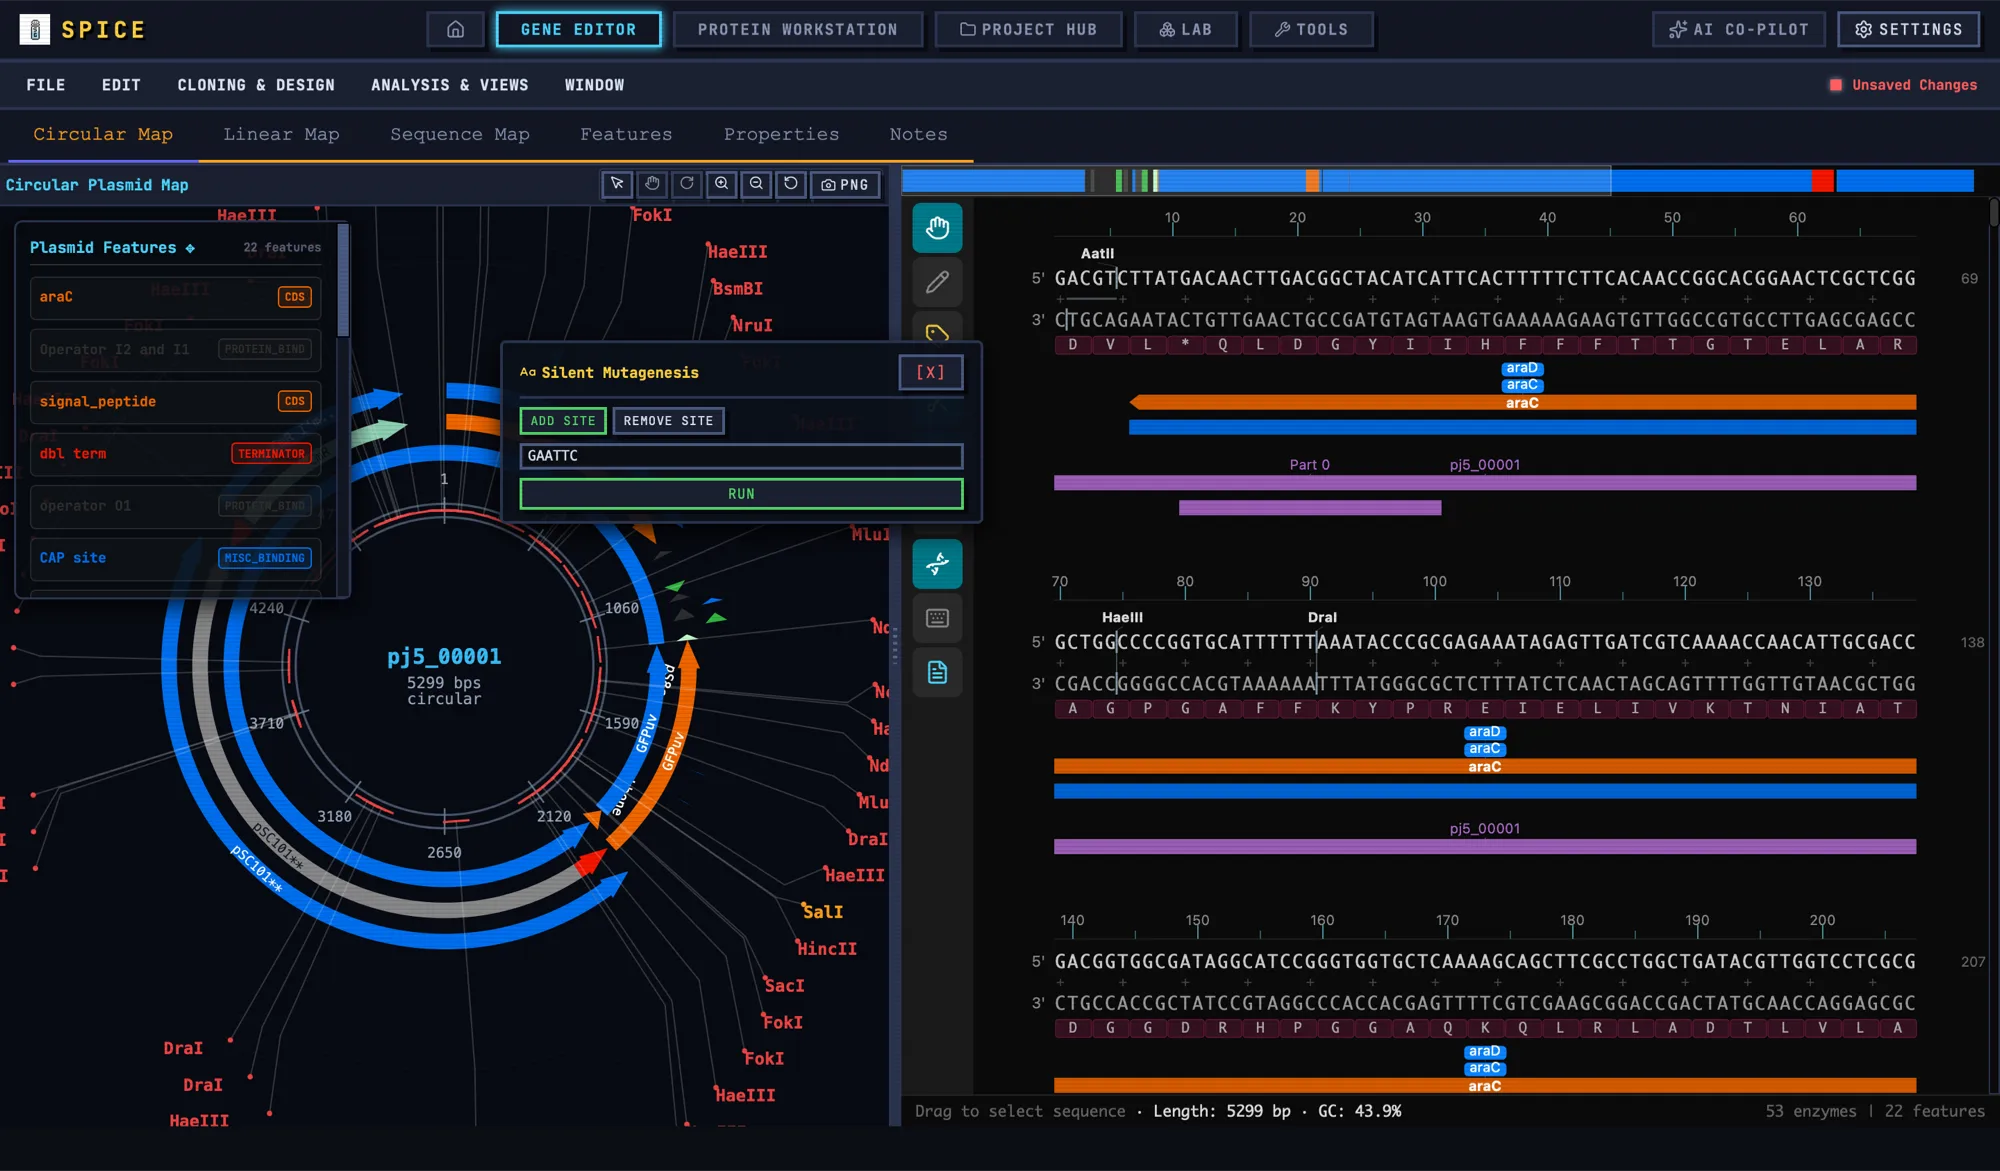 SPICE
GENE EDITOR
PROTEIN WORKSTATION
PROJECT HUB
LAB
TOOLS
AI CO-PILOT
SETTINGS
FILE
EDIT
CLONING & DESIGN
ANALYSIS & VIEWS
WINDOW
Unsaved Changes
Circular Map
Linear Map
Sequence Map
Features
Properties
Notes
Circular Plasmid Map
PNG
HaeIII
FokI
Plasmid Features
22 features
araC CDS
Operator I2 and I1 PROTEIN_BIND
signal_peptide CDS
dbl term TERMINATOR
operator O1 PROTEIN_BIND
CAP site MISC_BINDING
HaeIII
BsmBI
NruI
Aa Silent Mutagenesis
[X]
ADD SITE
REMOVE SITE
GAATTC
RUN
MluI
1
1060
1590
2120
2650
3180
3710
4240
pj5_00001
5299 bps
circular
GFPuv
GFPuv
pSC101**
pSC101**
DraI
HaeIII
SalI
HincII
SacI
FokI
FokI
HaeIII
DraI
DraI
HaeIII
10 20 30 40 50 60
AatII
5' GACGTCTTATGACAACTTGACGGCTACATCATTCACTTTTTCTTCACAACCGGCACGGAACTCGCTCGG 69
3' CTGCAGAATACTGTTGAACTGCCGATGTAGTAAGTGAAAAAGAAGTGTTGGCCGTGCCTTGAGCGAGCC
D V L * Q L D G Y I I H F F F T T G T E L A R
araD
araC
araC
Part 0 pj5_00001
70 80 90 100 110 120 130
HaeIII DraI
5' GCTGGCCCCGGTGCATTTTTTAAATACCCGCGAGAAATAGAGTTGATCGTCAAAACCAACATTGCGACC 138
3' CGACCGGGGCCACGTAAAAAATTTATGGGCGCTCTTTATCTCAACTAGCAGTTTTGGTTGTAACGCTGG
A G P G A F F K Y P R E I E L I V K T N I A T
araD
araC
araC
pj5_00001
140 150 160 170 180 190 200
5' GACGGTGGCGATAGGCATCCGGGTGGTGCTCAAAAGCAGCTTCGCCTGGCTGATACGTTGGTCCTCGCG 207
3' CTGCCACCGCTATCCGTAGGCCCACCACGAGTTTTCGTCGAAGCGGACCGACTATGCAACCAGGAGCGC
D G G D R H P G G A Q K Q L R L A D T L V L A
araD
araC
araC
Drag to select sequence · Length: 5299 bp · GC: 43.9%
53 enzymes | 22 features